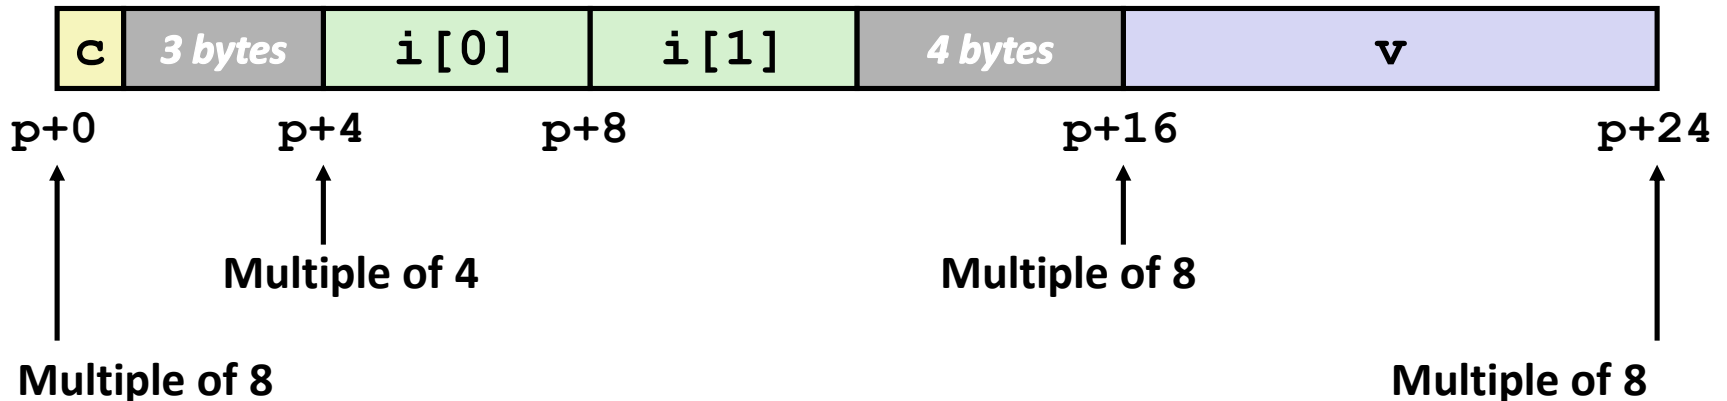 c 3 bytes i[0] i[1] 4 bytes v
p+0 p+4 p+8 p+16 p+24
Multiple of 4 Multiple of 8
Multiple of 8 Multiple of 8